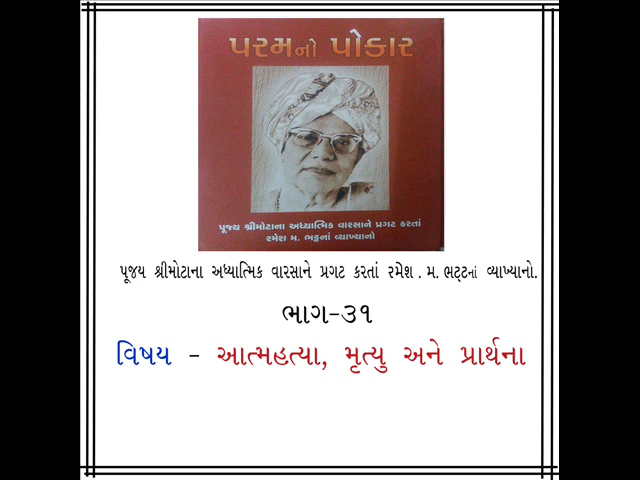 પરમનો પોકાર
પૂજ્ય શ્રીમોટાના અધ્યાત્મિક વારસાને પ્રગટ કરતાં
રમેશ મ. ભટ્ટનાં વ્યાખ્યાનો
પૂજય શ્રીમોટાના અધ્યાત્મિક વારસાને પ્રગટ કરતાં રમેશ . મ. ભટ્ટનાં વ્યાખ્યાનો.
ભાગ-૩૧
વિષય - આત્મહત્યા, મૃત્યુ અને પ્રાર્થના